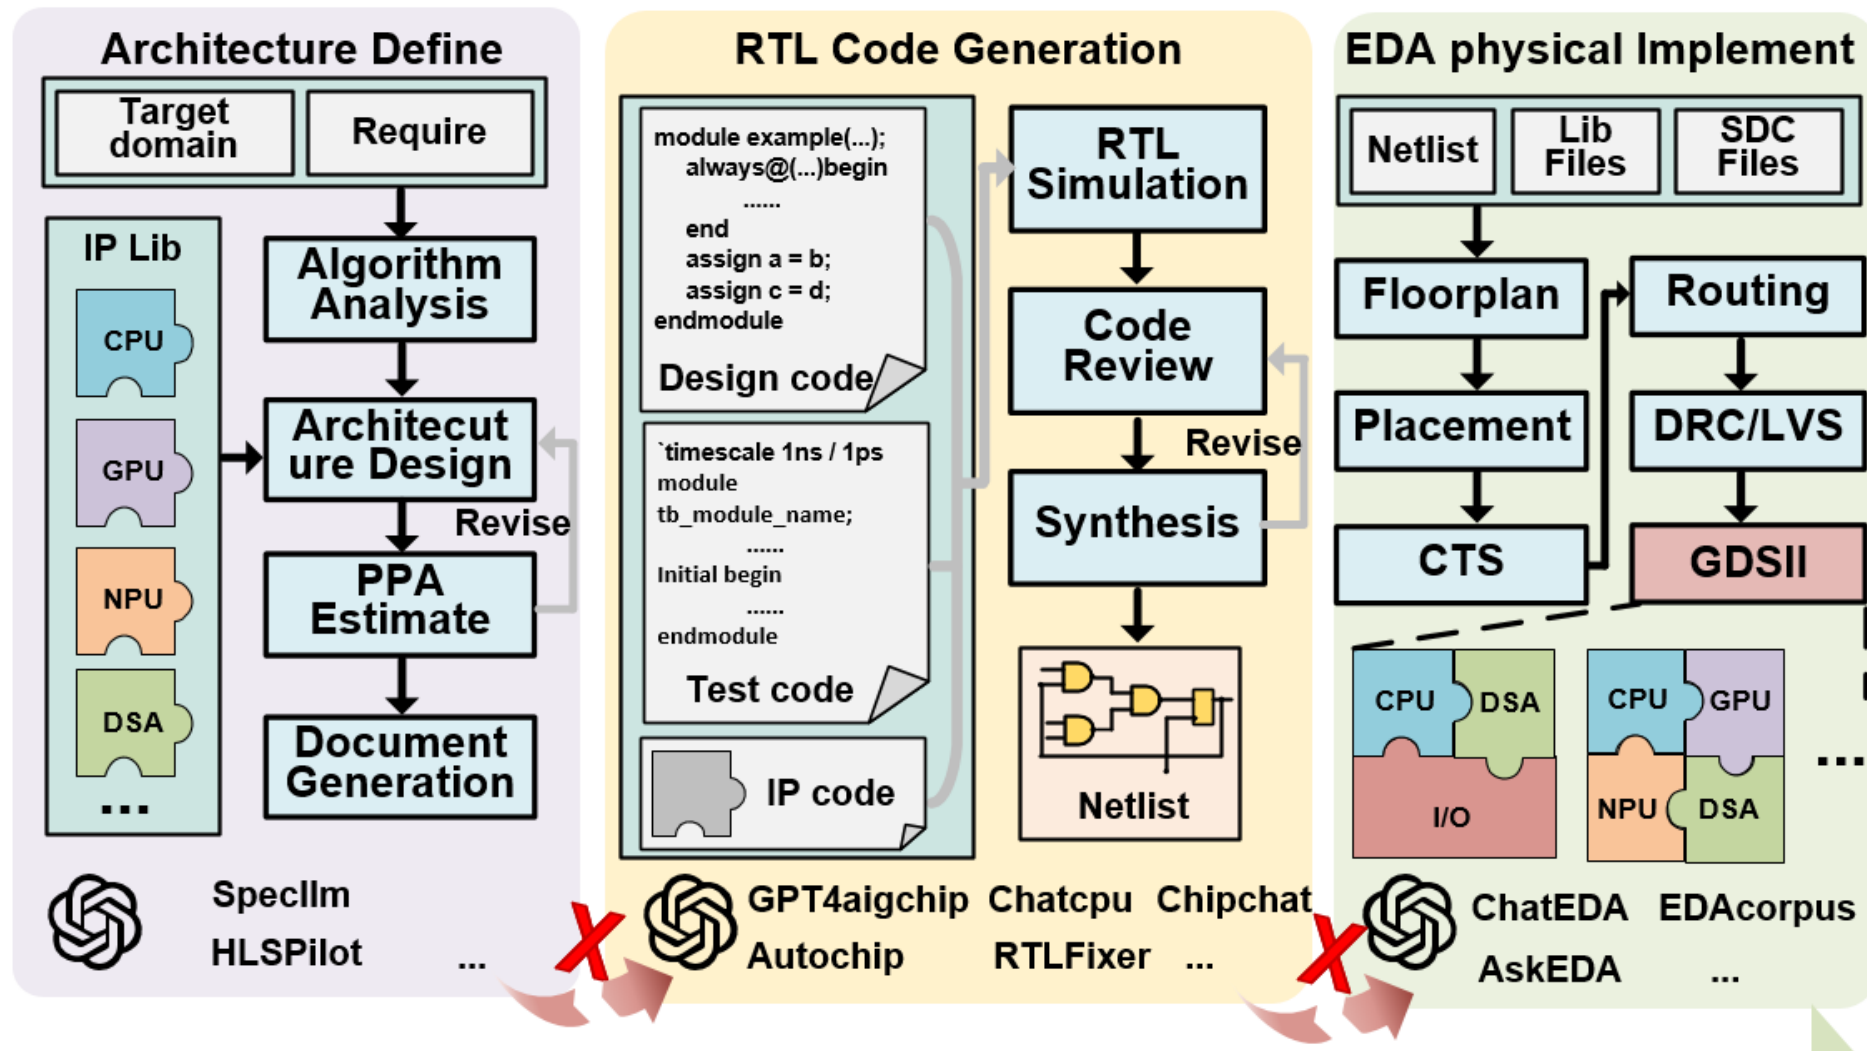 Architecture Define
Target
domain
Require
IP Lib
CPU
GPU
NPU
DSA
...
Algorithm
Analysis
Architecut
ure Design
Revise
PPA
Estimate
Document
Generation
Specllm
HLSPilot
...
RTL Code Generation
module example(...);
always@(...)begin
......
end
assign a = b;
assign c = d;
endmodule
Design code
`timescale 1ns / 1ps
module
tb_module_name;
......
Initial begin
......
endmodule
Test code
IP code
RTL
Simulation
Code
Review
Revise
Synthesis
Netlist
GPT4aigchip Chatcpu Chipchat
Autochip RTLFixer ...
EDA physical Implement
Netlist
Lib
Files
SDC
Files
Floorplan
Placement
CTS
Routing
DRC/LVS
GDSII
CPU
DSA
I/O
CPU
GPU
NPU
DSA
...
ChatEDA EDAcorpus
AskEDA ...